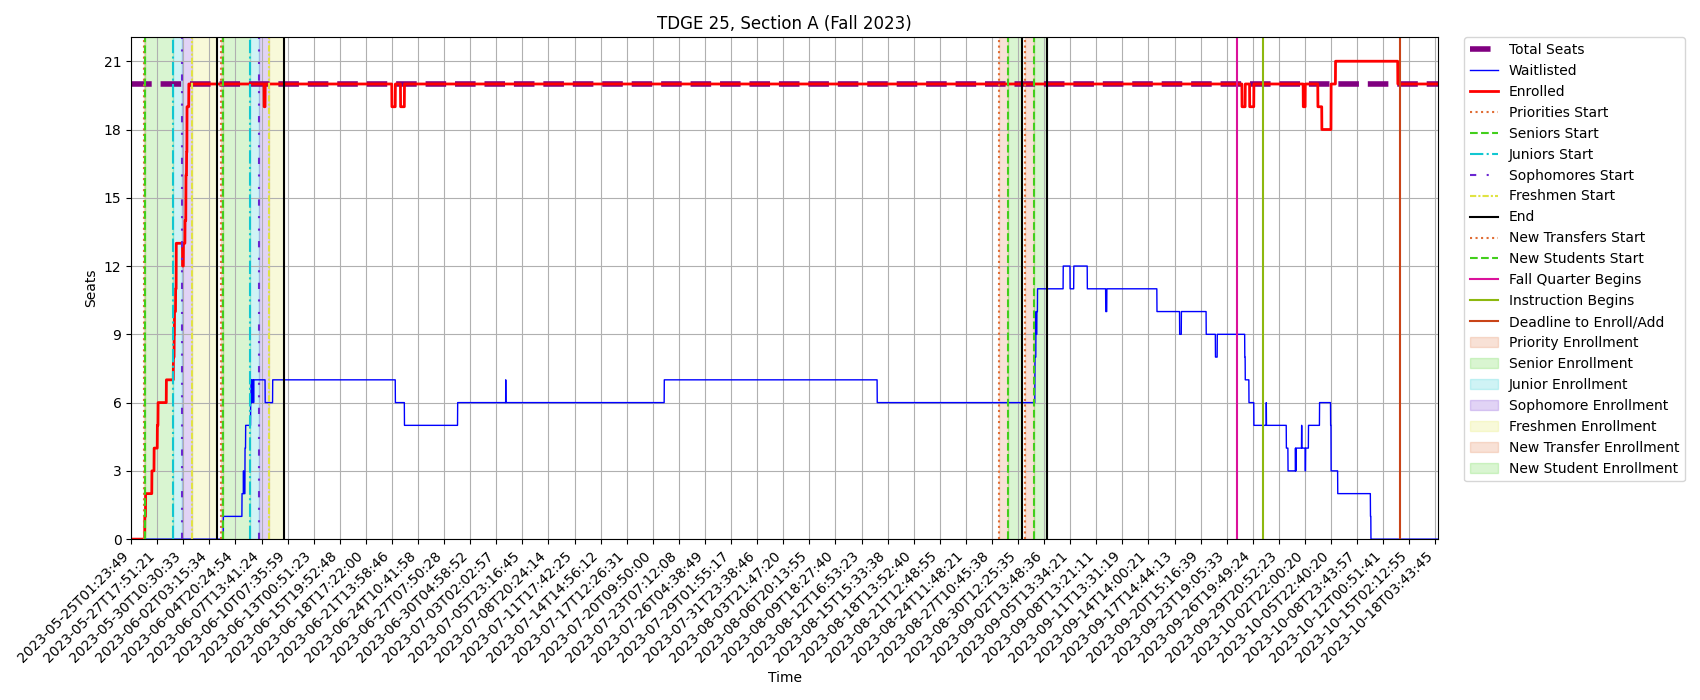 TDGE 25, Section A (Fall 2023)
Seats
21
18
15
12
9
6
3
0
2023-05-25T01:23:49
2023-05-27T17:51:21
2023-05-30T10:30:33
2023-06-02T03:15:34
2023-06-04T20:24:54
2023-06-07T13:41:24
2023-06-10T07:35:59
2023-06-13T00:51:23
2023-06-15T19:52:48
2023-06-18T17:22:00
2023-06-21T13:58:46
2023-06-24T10:41:58
2023-06-27T07:50:28
2023-06-30T04:58:52
2023-07-03T02:02:57
2023-07-05T23:16:45
2023-07-08T20:24:14
2023-07-11T17:42:25
2023-07-14T14:56:12
2023-07-17T12:26:31
2023-07-20T09:50:00
2023-07-23T07:12:08
2023-07-26T04:38:49
2023-07-29T01:55:17
2023-07-31T23:38:46
2023-08-03T21:47:20
2023-08-06T20:13:55
2023-08-09T18:27:40
2023-08-12T16:53:23
2023-08-15T15:33:38
2023-08-18T13:52:40
2023-08-21T12:48:55
2023-08-24T11:48:21
2023-08-27T10:45:38
2023-08-30T12:25:35
2023-09-02T13:48:36
2023-09-05T13:34:21
2023-09-08T13:21:11
2023-09-11T13:31:19
2023-09-14T14:00:21
2023-09-17T14:44:13
2023-09-20T15:16:39
2023-09-23T19:05:33
2023-09-26T19:49:24
2023-09-29T20:52:23
2023-10-02T22:00:20
2023-10-05T22:40:20
2023-10-08T23:43:57
2023-10-12T00:51:41
2023-10-15T02:12:55
2023-10-18T03:43:45
Time
Total Seats
Waitlisted
Enrolled
Priorities Start
Seniors Start
Juniors Start
Sophomores Start
Freshmen Start
End
New Transfers Start
New Students Start
Fall Quarter Begins
Instruction Begins
Deadline to Enroll/Add
Priority Enrollment
Senior Enrollment
Junior Enrollment
Sophomore Enrollment
Freshmen Enrollment
New Transfer Enrollment
New Student Enrollment